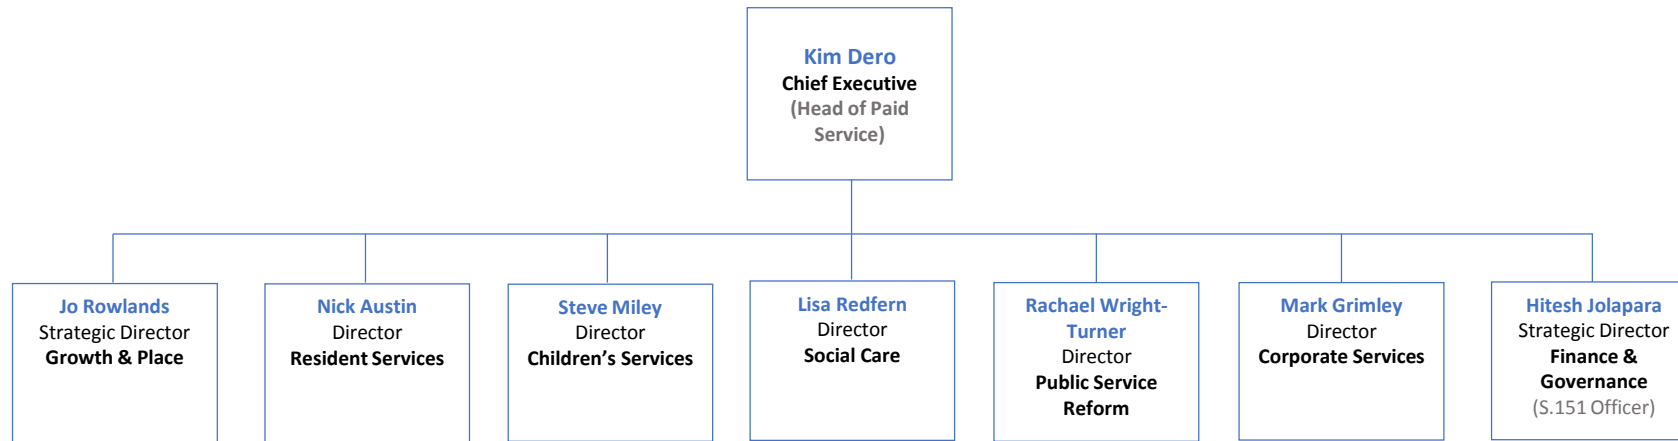 Kim Dero
Chief Executive
(Head of Paid
Service)
Jo Rowlands
Strategic Director
Growth & Place
Nick Austin
Director
Resident Services
Steve Miley
Director
Children’s Services
Lisa Redfern
Director
Social Care
Rachael Wright-
Turner
Director
Public Service
Reform
Mark Grimley
Director
Corporate Services
Hitesh Jolapara
Strategic Director
Finance &
Governance
(S.151 Officer)